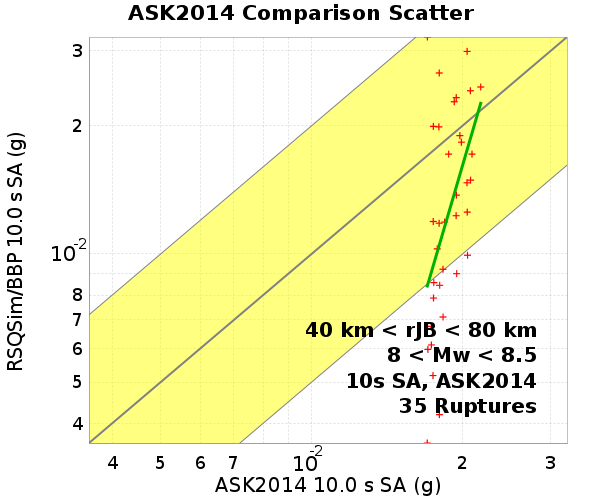 ASK2014 Comparison Scatter
RSQSim/BBP 10.0 s SA (g)
3
2
10-2
8
7
6
5
4
40 km < rJB < 80 km
8 < Mw < 8.5
10s SA, ASK2014
35 Ruptures
4 5 6 7 10-2 2 3
ASK2014 10.0 s SA (g)